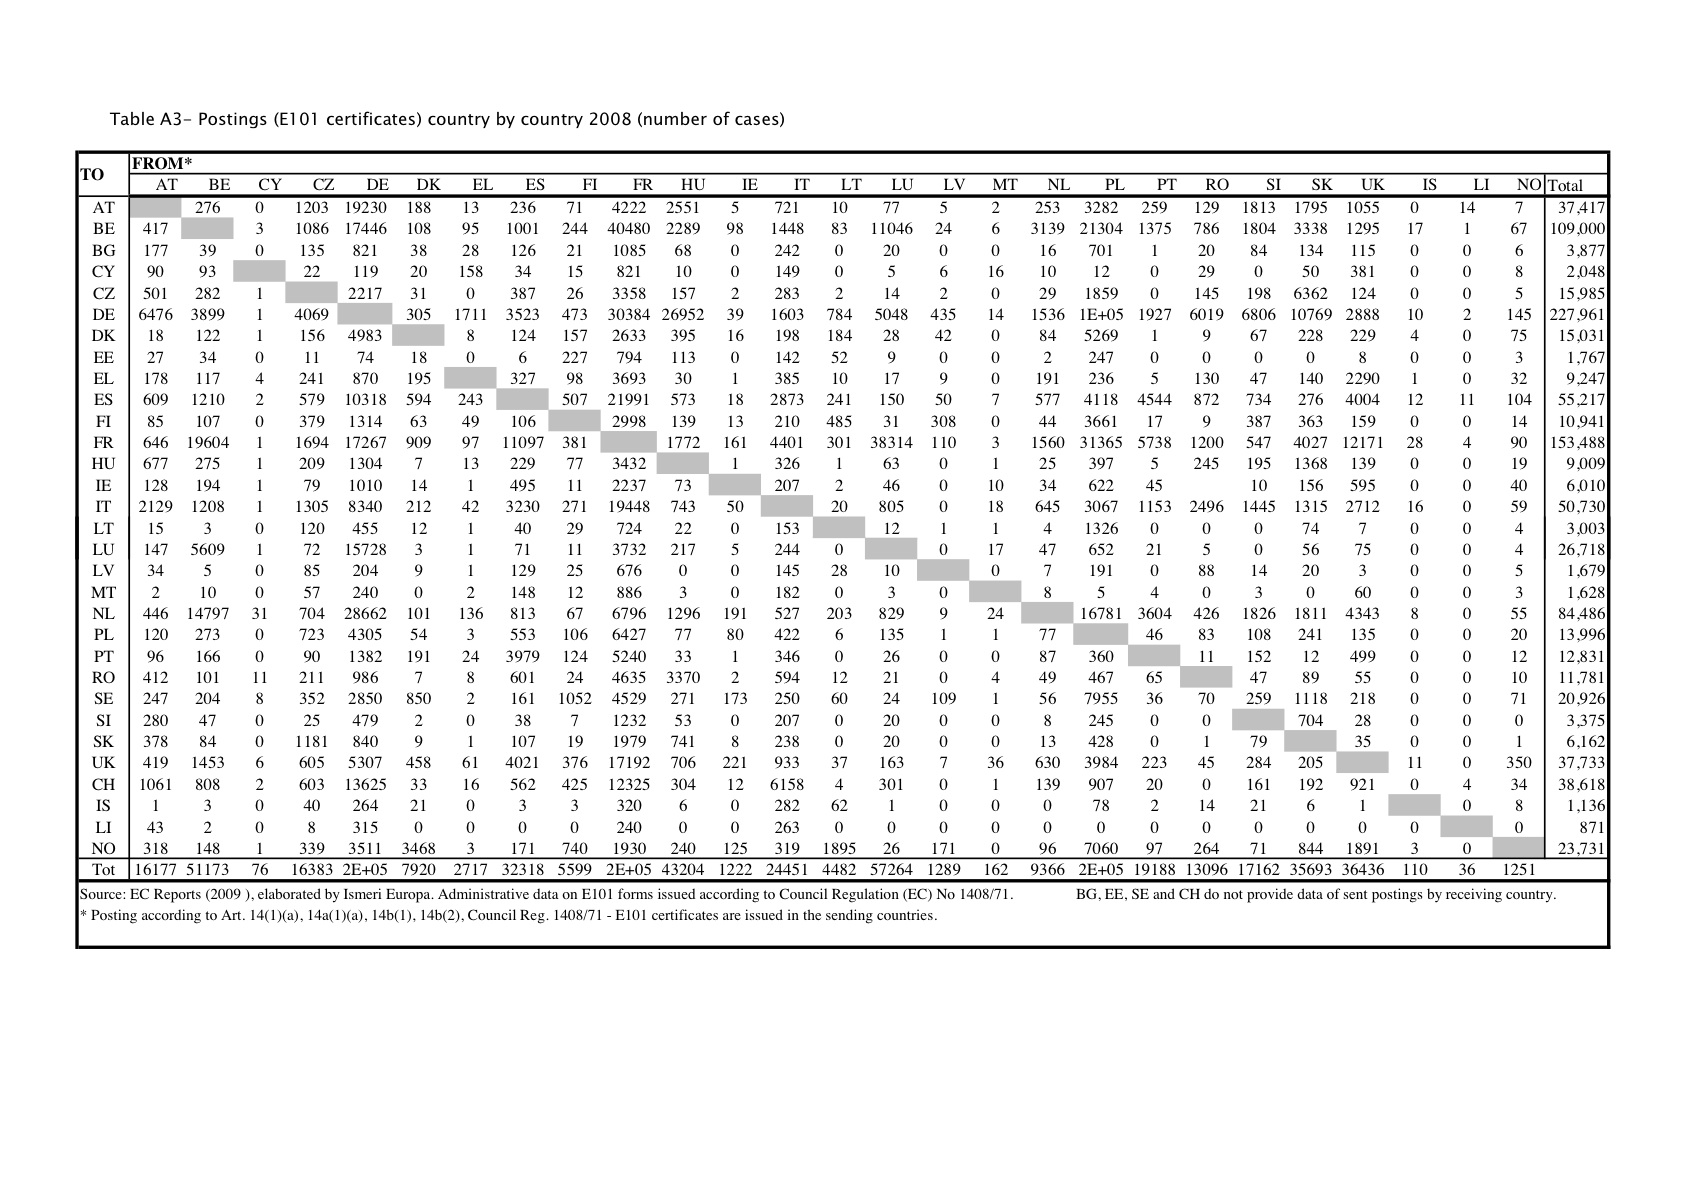 Table A3– Postings (E101 certificates) country by country 2008 (number of cases)
TO FROM*
AT BE CY CZ DE DK EL ES FI FR HU IE IT LT LU LV MT NL PL PT RO SI SK UK IS LI NO Total
AT 276 0 1203 19230 188 13 236 71 4222 2551 5 721 10 77 5 2 253 3282 259 129 1813 1795 1055 0 14 7 37,417
BE 417 3 1086 17446 108 95 1001 244 40480 2289 98 1448 83 11046 24 6 3139 21304 1375 786 1804 3338 1295 17 1 67 109,000
BG 177 39 0 135 821 38 28 126 21 1085 68 0 242 0 20 0 0 16 701 1 20 84 134 115 0 0 6 3,877
CY 90 93 22 119 20 158 34 15 821 10 0 149 0 5 6 16 10 12 0 29 0 50 381 0 0 8 2,048
CZ 501 282 1 2217 31 0 387 26 3358 157 2 283 2 14 2 0 29 1859 0 145 198 6362 124 0 0 5 15,985
DE 6476 3899 1 4069 305 1711 3523 473 30384 26952 39 1603 784 5048 435 14 1536 1E+05 1927 6019 6806 10769 2888 10 2 145 227,961
DK 18 122 1 156 4983 8 124 157 2633 395 16 198 184 28 42 0 84 5269 1 9 67 228 229 4 0 75 15,031
EE 27 34 0 11 74 18 0 6 227 794 113 0 142 52 9 0 0 2 247 0 0 0 0 8 0 0 3 1,767
EL 178 117 4 241 870 195 327 98 3693 30 1 385 10 17 9 0 191 236 5 130 47 140 2290 1 0 32 9,247
ES 609 1210 2 579 10318 594 243 507 21991 573 18 2873 241 150 50 7 577 4118 4544 872 734 276 4004 12 11 104 55,217
FI 85 107 0 379 1314 63 49 106 2998 139 13 210 485 31 308 0 44 3661 17 9 387 363 159 0 0 14 10,941
FR 646 19604 1 1694 17267 909 97 11097 381 1772 161 4401 301 38314 110 3 1560 31365 5738 1200 547 4027 12171 28 4 90 153,488
HU 677 275 1 209 1304 7 13 229 77 3432 1 326 1 63 0 1 25 397 5 245 195 1368 139 0 0 19 9,009
IE 128 194 1 79 1010 14 1 495 11 2237 73 207 2 46 0 10 34 622 45 10 156 595 0 0 40 6,010
IT 2129 1208 1 1305 8340 212 42 3230 271 19448 743 50 20 805 0 18 645 3067 1153 2496 1445 1315 2712 16 0 59 50,730
LT 15 3 0 120 455 12 1 40 29 724 22 0 153 12 1 1 4 1326 0 0 0 74 7 0 0 4 3,003
LU 147 5609 1 72 15728 3 1 71 11 3732 217 5 244 0 0 17 47 652 21 5 0 56 75 0 0 4 26,718
LV 34 5 0 85 204 9 1 129 25 676 0 0 145 28 10 0 7 191 0 88 14 20 3 0 0 5 1,679
MT 2 10 0 57 240 0 2 148 12 886 3 0 182 0 3 0 8 5 4 0 3 0 60 0 0 3 1,628
NL 446 14797 31 704 28662 101 136 813 67 6796 1296 191 527 203 829 9 24 16781 3604 426 1826 1811 4343 8 0 55 84,486
PL 120 273 0 723 4305 54 3 553 106 6427 77 80 422 6 135 1 1 77 46 83 108 241 135 0 0 20 13,996
PT 96 166 0 90 1382 191 24 3979 124 5240 33 1 346 0 26 0 0 87 360 11 152 12 499 0 0 12 12,831
RO 412 101 11 211 986 7 8 601 24 4635 3370 2 594 12 21 0 4 49 467 65 47 89 55 0 0 10 11,781
SE 247 204 8 352 2850 850 2 161 1052 4529 271 173 250 60 24 109 1 56 7955 36 70 259 1118 218 0 0 71 20,926
SI 280 47 0 25 479 2 0 38 7 1232 53 0 207 0 20 0 0 8 245 0 0 704 28 0 0 0 3,375
SK 378 84 0 1181 840 9 1 107 19 1979 741 8 238 0 20 0 0 13 428 0 1 79 35 0 0 1 6,162
UK 419 1453 6 605 5307 458 61 4021 376 17192 706 221 933 37 163 7 36 630 3984 223 45 284 205 11 0 350 37,733
CH 1061 808 2 603 13625 33 16 562 425 12325 304 12 6158 4 301 0 1 139 907 20 0 161 192 921 0 4 34 38,618
IS 1 3 0 40 264 21 0 3 3 320 6 0 282 62 1 0 0 0 78 2 14 21 6 1 0 8 1,136
LI 43 2 0 8 315 0 0 0 0 240 0 0 263 0 0 0 0 0 0 0 0 0 0 0 0 0 871
NO 318 148 1 339 3511 3468 3 171 740 1930 240 125 319 1895 26 171 0 96 7060 97 264 71 844 1891 3 0 23,731
Tot 16177 51173 76 16383 2E+05 7920 2717 32318 5599 2E+05 43204 1222 24451 4482 57264 1289 162 9366 2E+05 19188 13096 17162 35693 36436 110 36 1251
Source: EC Reports (2009 ), elaborated by Ismeri Europa. Administrative data on E101 forms issued according to Council Regulation (EC) No 1408/71. BG, EE, SE and CH do not provide data of sent postings by receiving country.
* Posting according to Art. 14(1)(a), 14a(1)(a), 14b(1), 14b(2), Council Reg. 1408/71 - E101 certificates are issued in the sending countries.